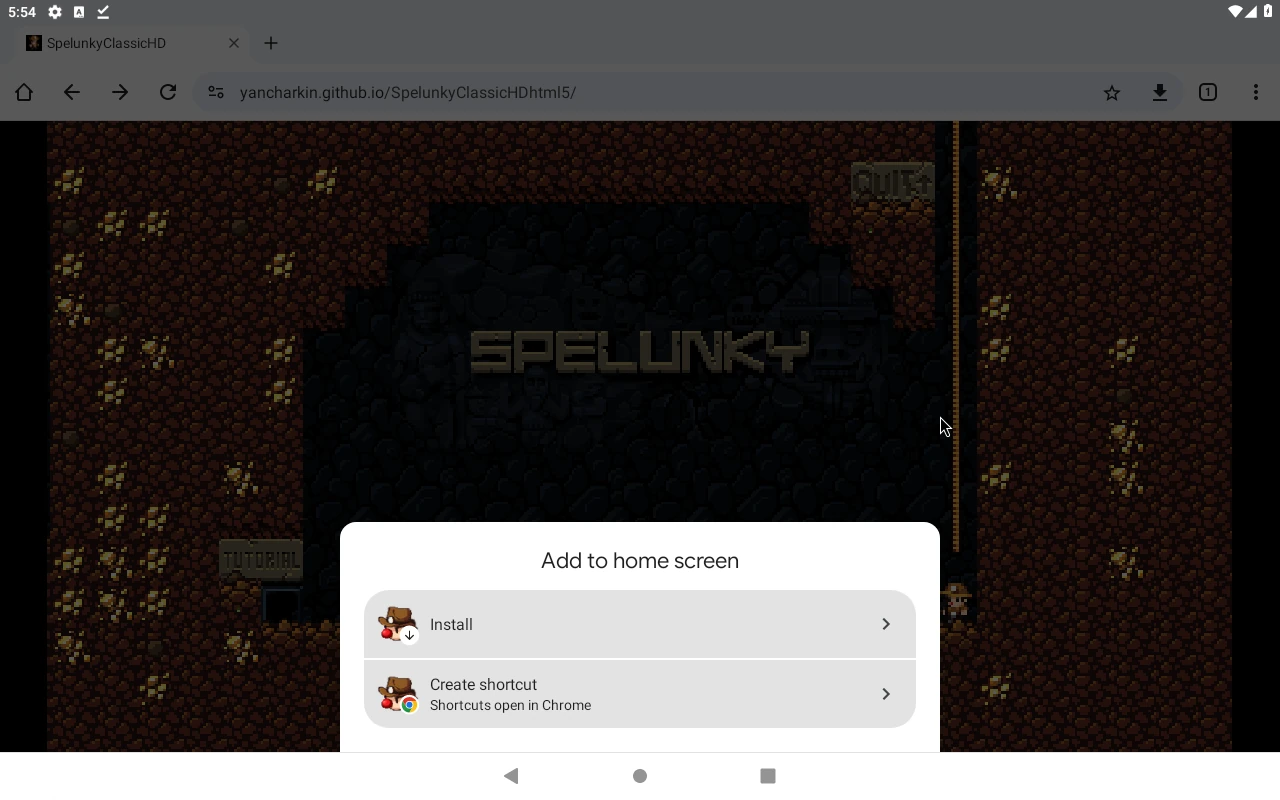 5:54
SpelunkyClassicHD
yancharkin.github.io/SpelunkyClassicHDhtml5/
1
QUIT↑
SPELUNKY
TUTORIAL
Add to home screen
Install
Create shortcut
Shortcuts open in Chrome